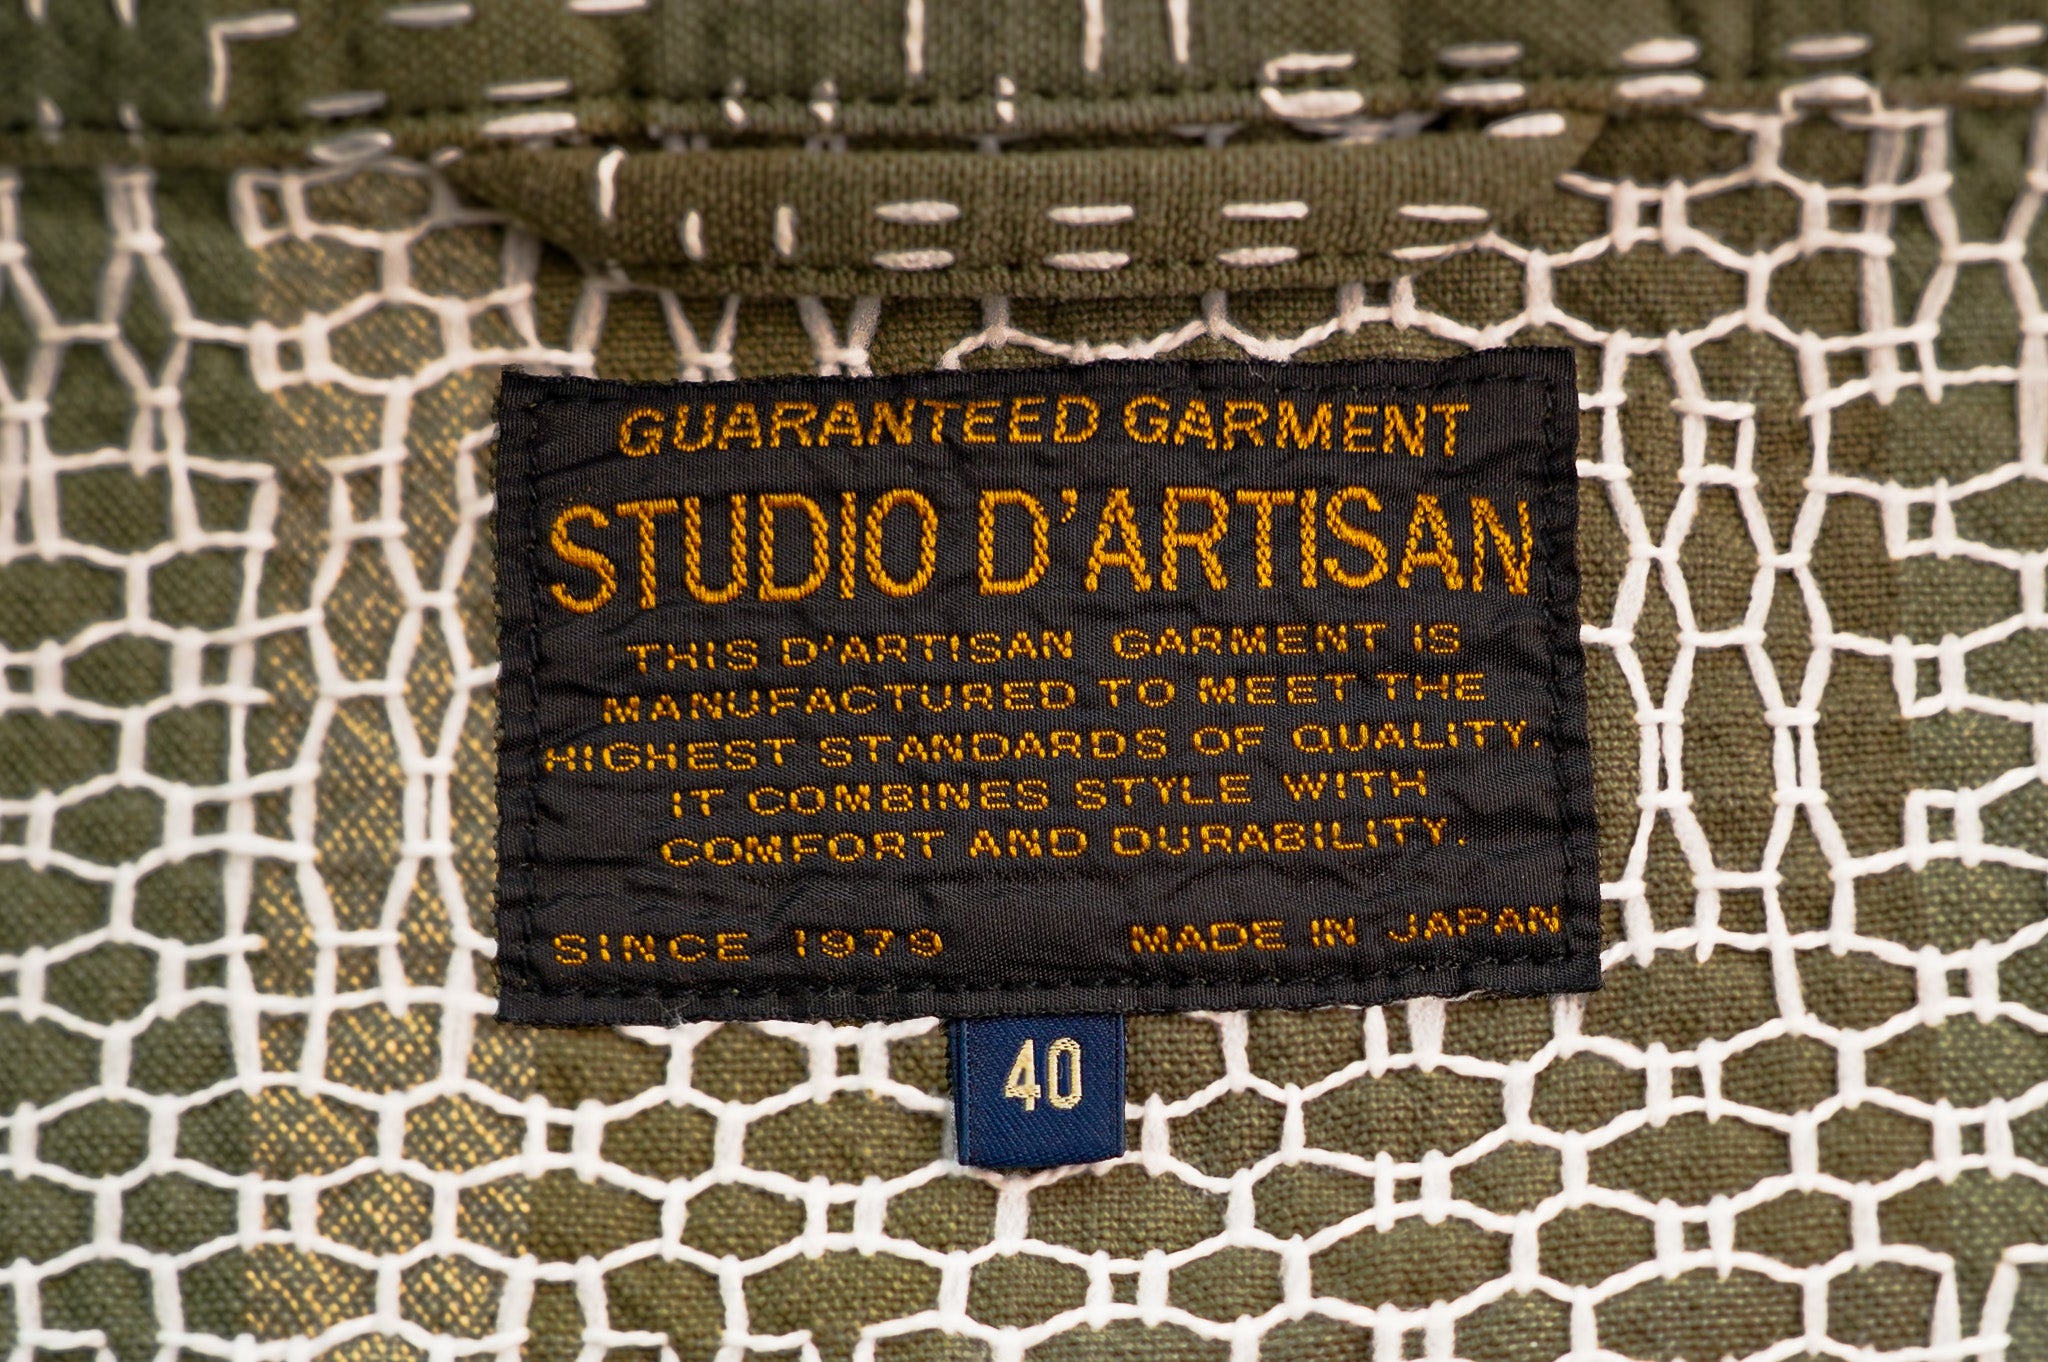 GUARANTEED GARMENT
STUDIO D'ARTISAN
THIS D'ARTISAN GARMENT IS
MANUFACTURED TO MEET THE
HIGHEST STANDARDS OF QUALITY.
IT COMBINES STYLE WITH
COMFORT AND DURABILITY.
SINCE 1979 MADE IN JAPAN
40